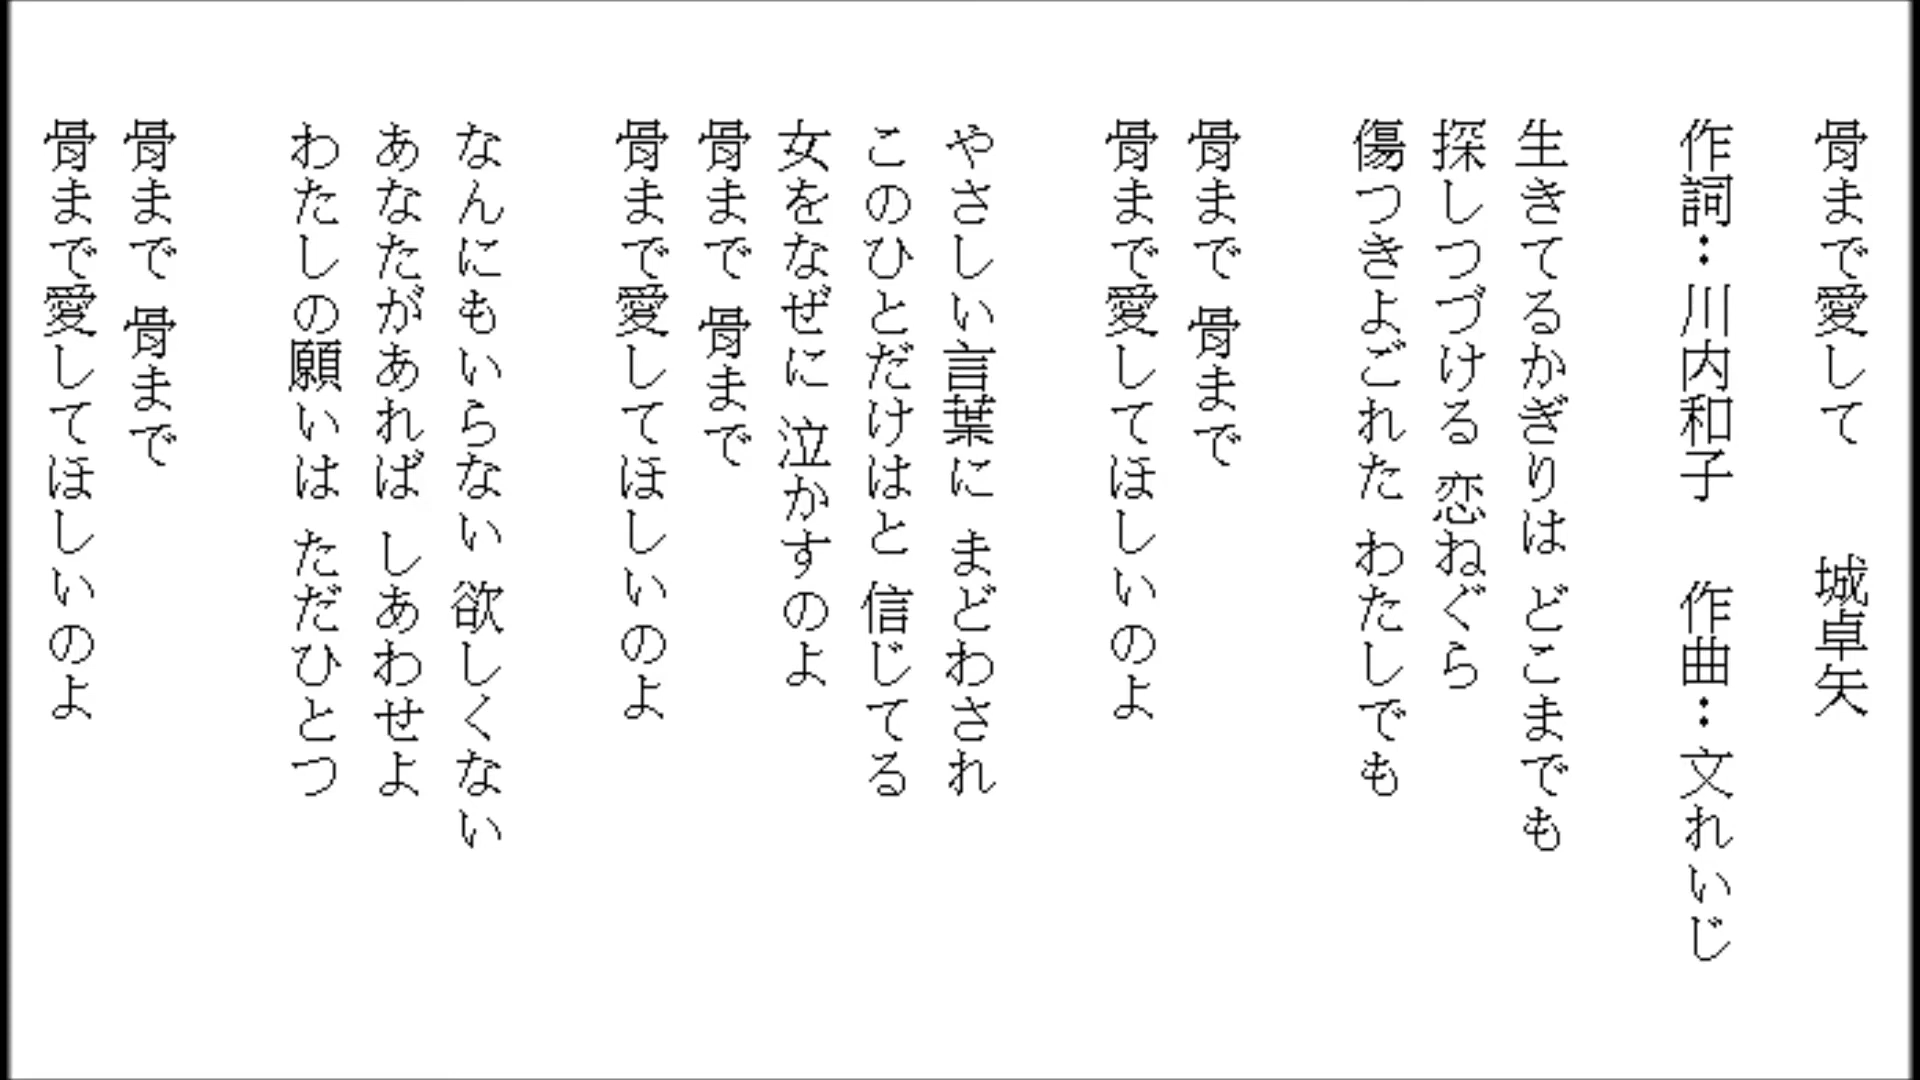 骨まで愛して　　城卓矢
作詞：川内和子　作曲：文れいじ
生きてるかぎりは どこまでも
探しつづける 恋ねぐら
傷つきよごれた わたしでも
骨まで 骨まで
骨まで愛してほしいのよ
やさしい言葉に まどわされ
このひとだけはと 信じてる
女をなぜに 泣かすのよ
骨まで 骨まで
骨まで愛してほしいのよ
なんにもいらない 欲しくない
あなたがあれば しあわせよ
わたしの願いは ただひとつ
骨まで 骨まで
骨まで愛してほしいのよ